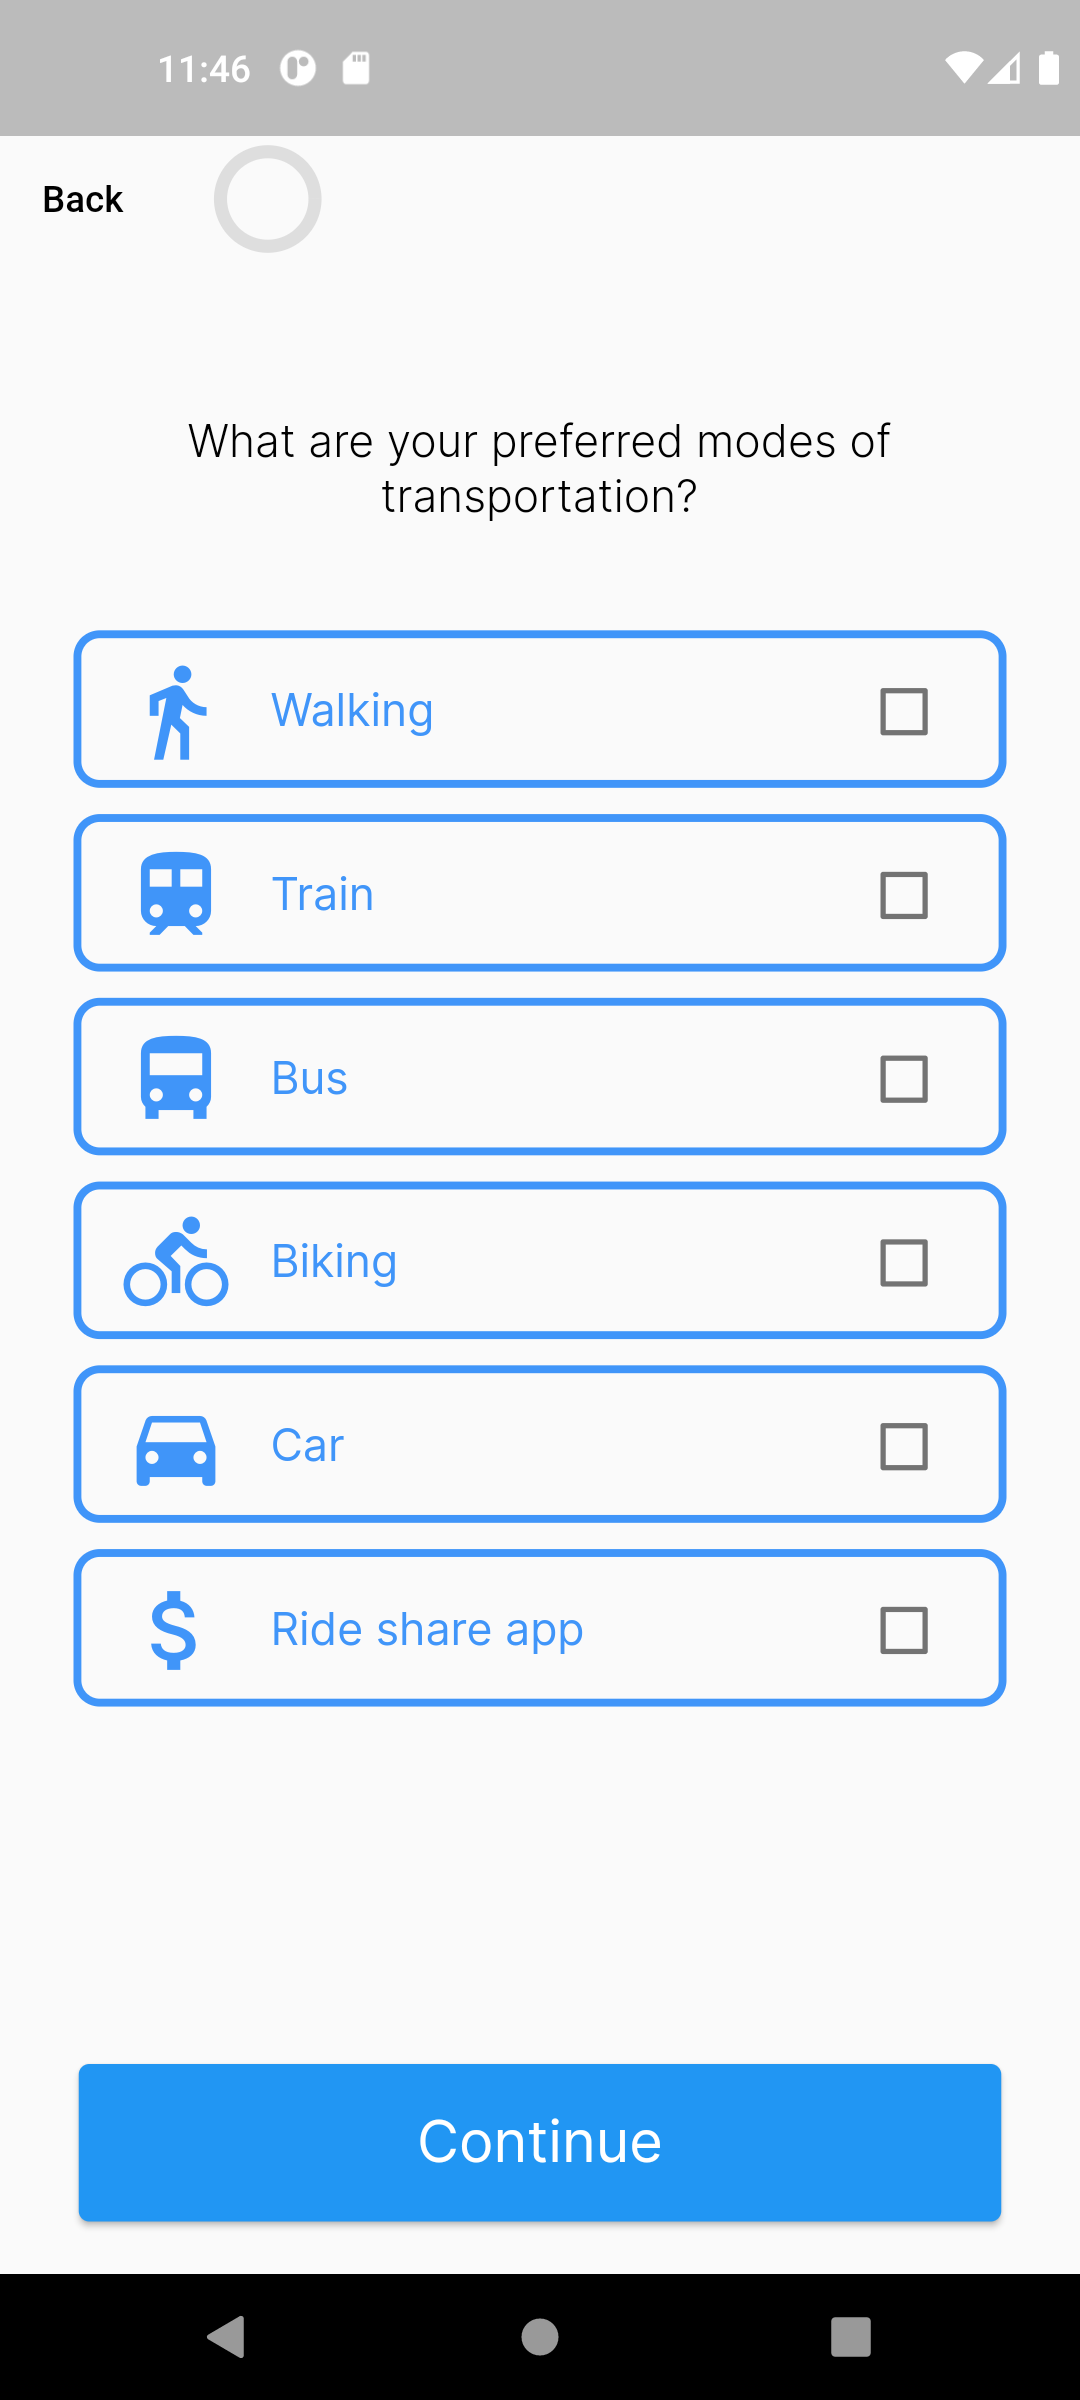 11:46
Back
What are your preferred modes of
transportation?
Walking
Train
Bus
Biking
Car
Ride share app
Continue